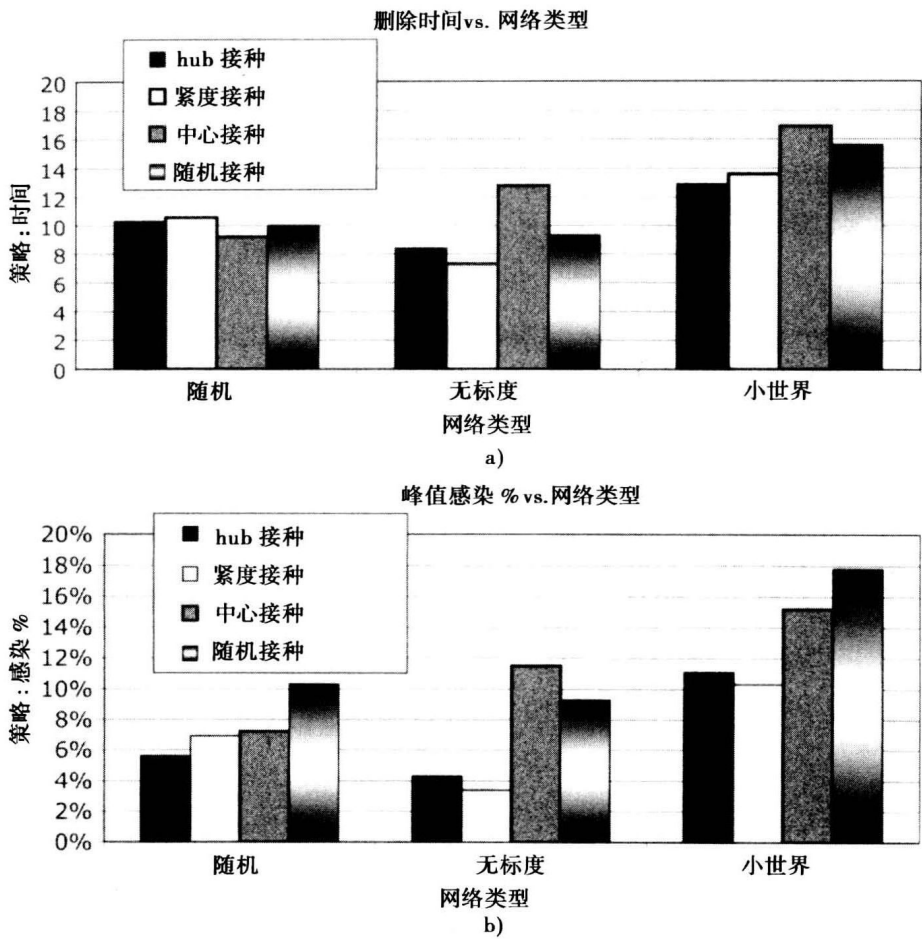 删除时间vs. 网络类型
hub 接种
紧度接种
中心接种
随机接种
20
18
16
14
12
10
8
6
4
2
0
策略:时间
随机
无标度
小世界
网络类型
a)
峰值感染 % vs.网络类型
hub 接种
紧度接种
中心接种
随机接种
20%
18%
16%
14%
12%
10%
8%
6%
4%
2%
0%
策略:感染 %
随机
无标度
小世界
网络类型
b)